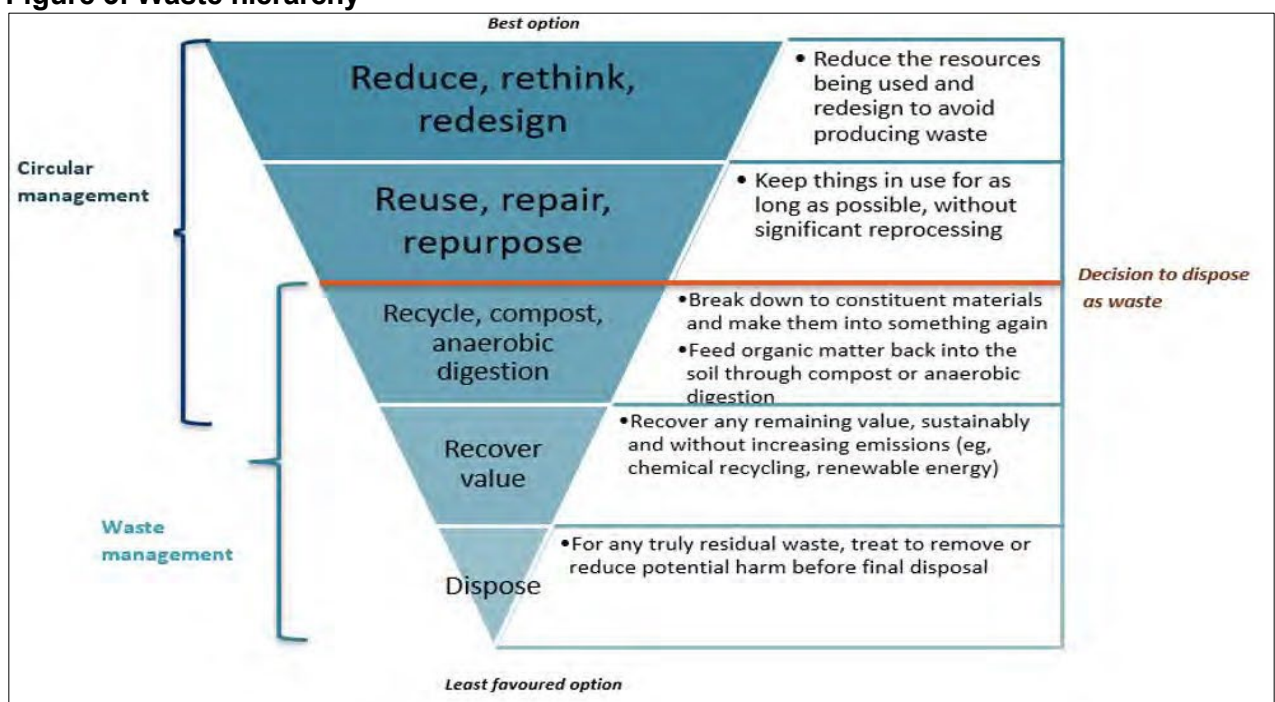 Figure 3: Waste hierarchy
Best option
Reduce, rethink,
redesign
• Reduce the resources
being used and
redesign to avoid
producing waste
Circular
management
Reuse, repair,
repurpose
• Keep things in use for as
long as possible, without
significant reprocessing
Decision to dispose
as waste
Recycle, compost,
anaerobic
digestion
•Break down to constituent materials
and make them into something again
•Feed organic matter back into the
soil through compost or anaerobic
digestion
Recover
value
•Recover any remaining value, sustainably
and without increasing emissions (eg,
chemical recycling, renewable energy)
Waste
management
Dispose
•For any truly residual waste, treat to remove or
reduce potential harm before final disposal
Least favoured option